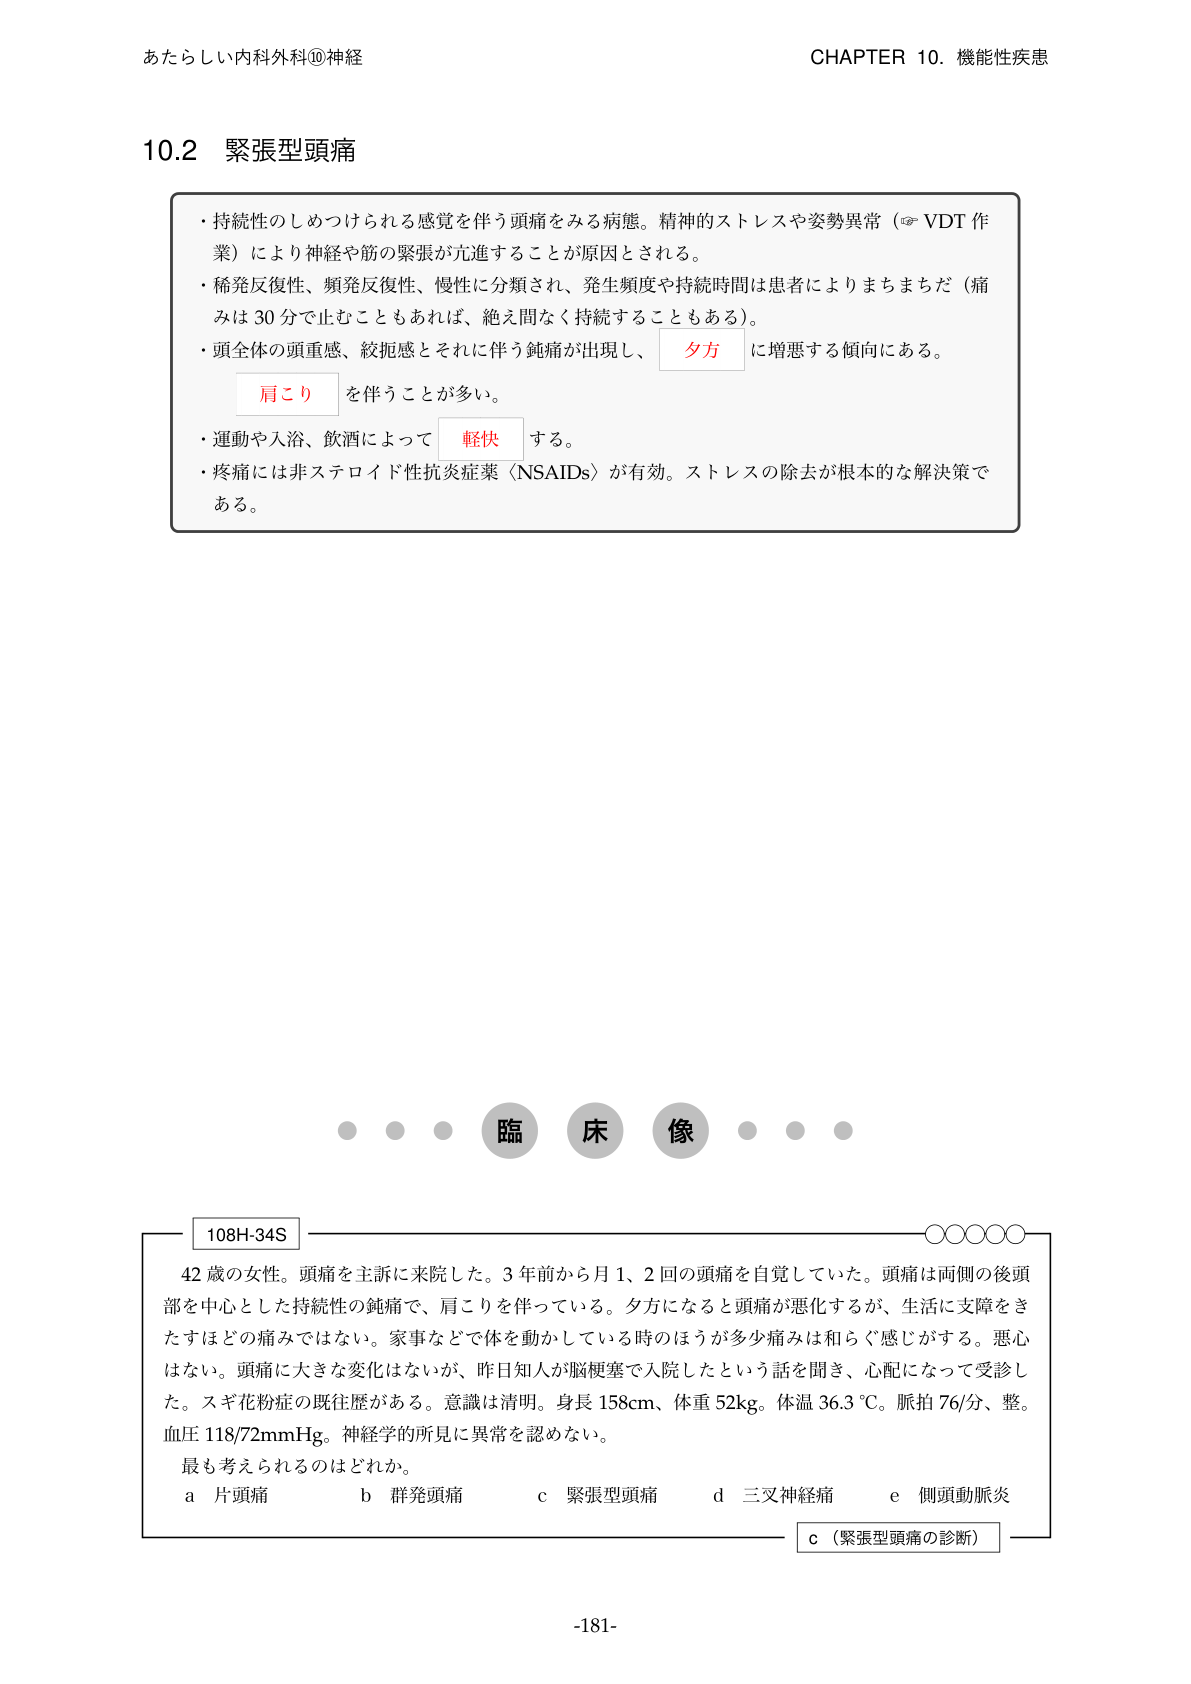 あたらしい内科外科⑩神経
CHAPTER 10. 機能性疾患
10.2 緊張型頭痛
・持続性のしめつけられる感覚を伴う頭痛をみる病態。精神的ストレスや姿勢異常（☞ VDT 作
業）により神経や筋の緊張が亢進することが原因とされる。
・稀発反復性、頻発反復性、慢性に分類され、発生頻度や持続時間は患者によりまちまちだ（痛
みは 30 分で止むこともあれば、絶え間なく持続することもある）。
・頭全体の頭重感、絞扼感とそれに伴う鈍痛が出現し、 夕方 に増悪する傾向にある。
肩こり を伴うことが多い。
・運動や入浴、飲酒によって 軽快 する。
・疼痛には非ステロイド性抗炎症薬〈NSAIDs〉が有効。ストレスの除去が根本的な解決策で
ある。
臨 床 像
108H-34S
42 歳の女性。頭痛を主訴に来院した。3 年前から月 1、2 回の頭痛を自覚していた。頭痛は両側の後頭
部を中心とした持続性の鈍痛で、肩こりを伴っている。夕方になると頭痛が悪化するが、生活に支障をき
たすほどの痛みではない。家事などで体を動かしている時のほうが多少痛みは和らぐ感じがする。悪心
はない。頭痛に大きな変化はないが、昨日知人が脳梗塞で入院したという話を聞き、心配になって受診し
た。スギ花粉症の既往歴がある。意識は清明。身長 158cm、体重 52kg。体温 36.3 ℃。脈拍 76/分、整。
血圧 118/72mmHg。神経学的所見に異常を認めない。
最も考えられるのはどれか。
a 片頭痛 b 群発頭痛 c 緊張型頭痛 d 三叉神経痛 e 側頭動脈炎
c （緊張型頭痛の診断）
-181-